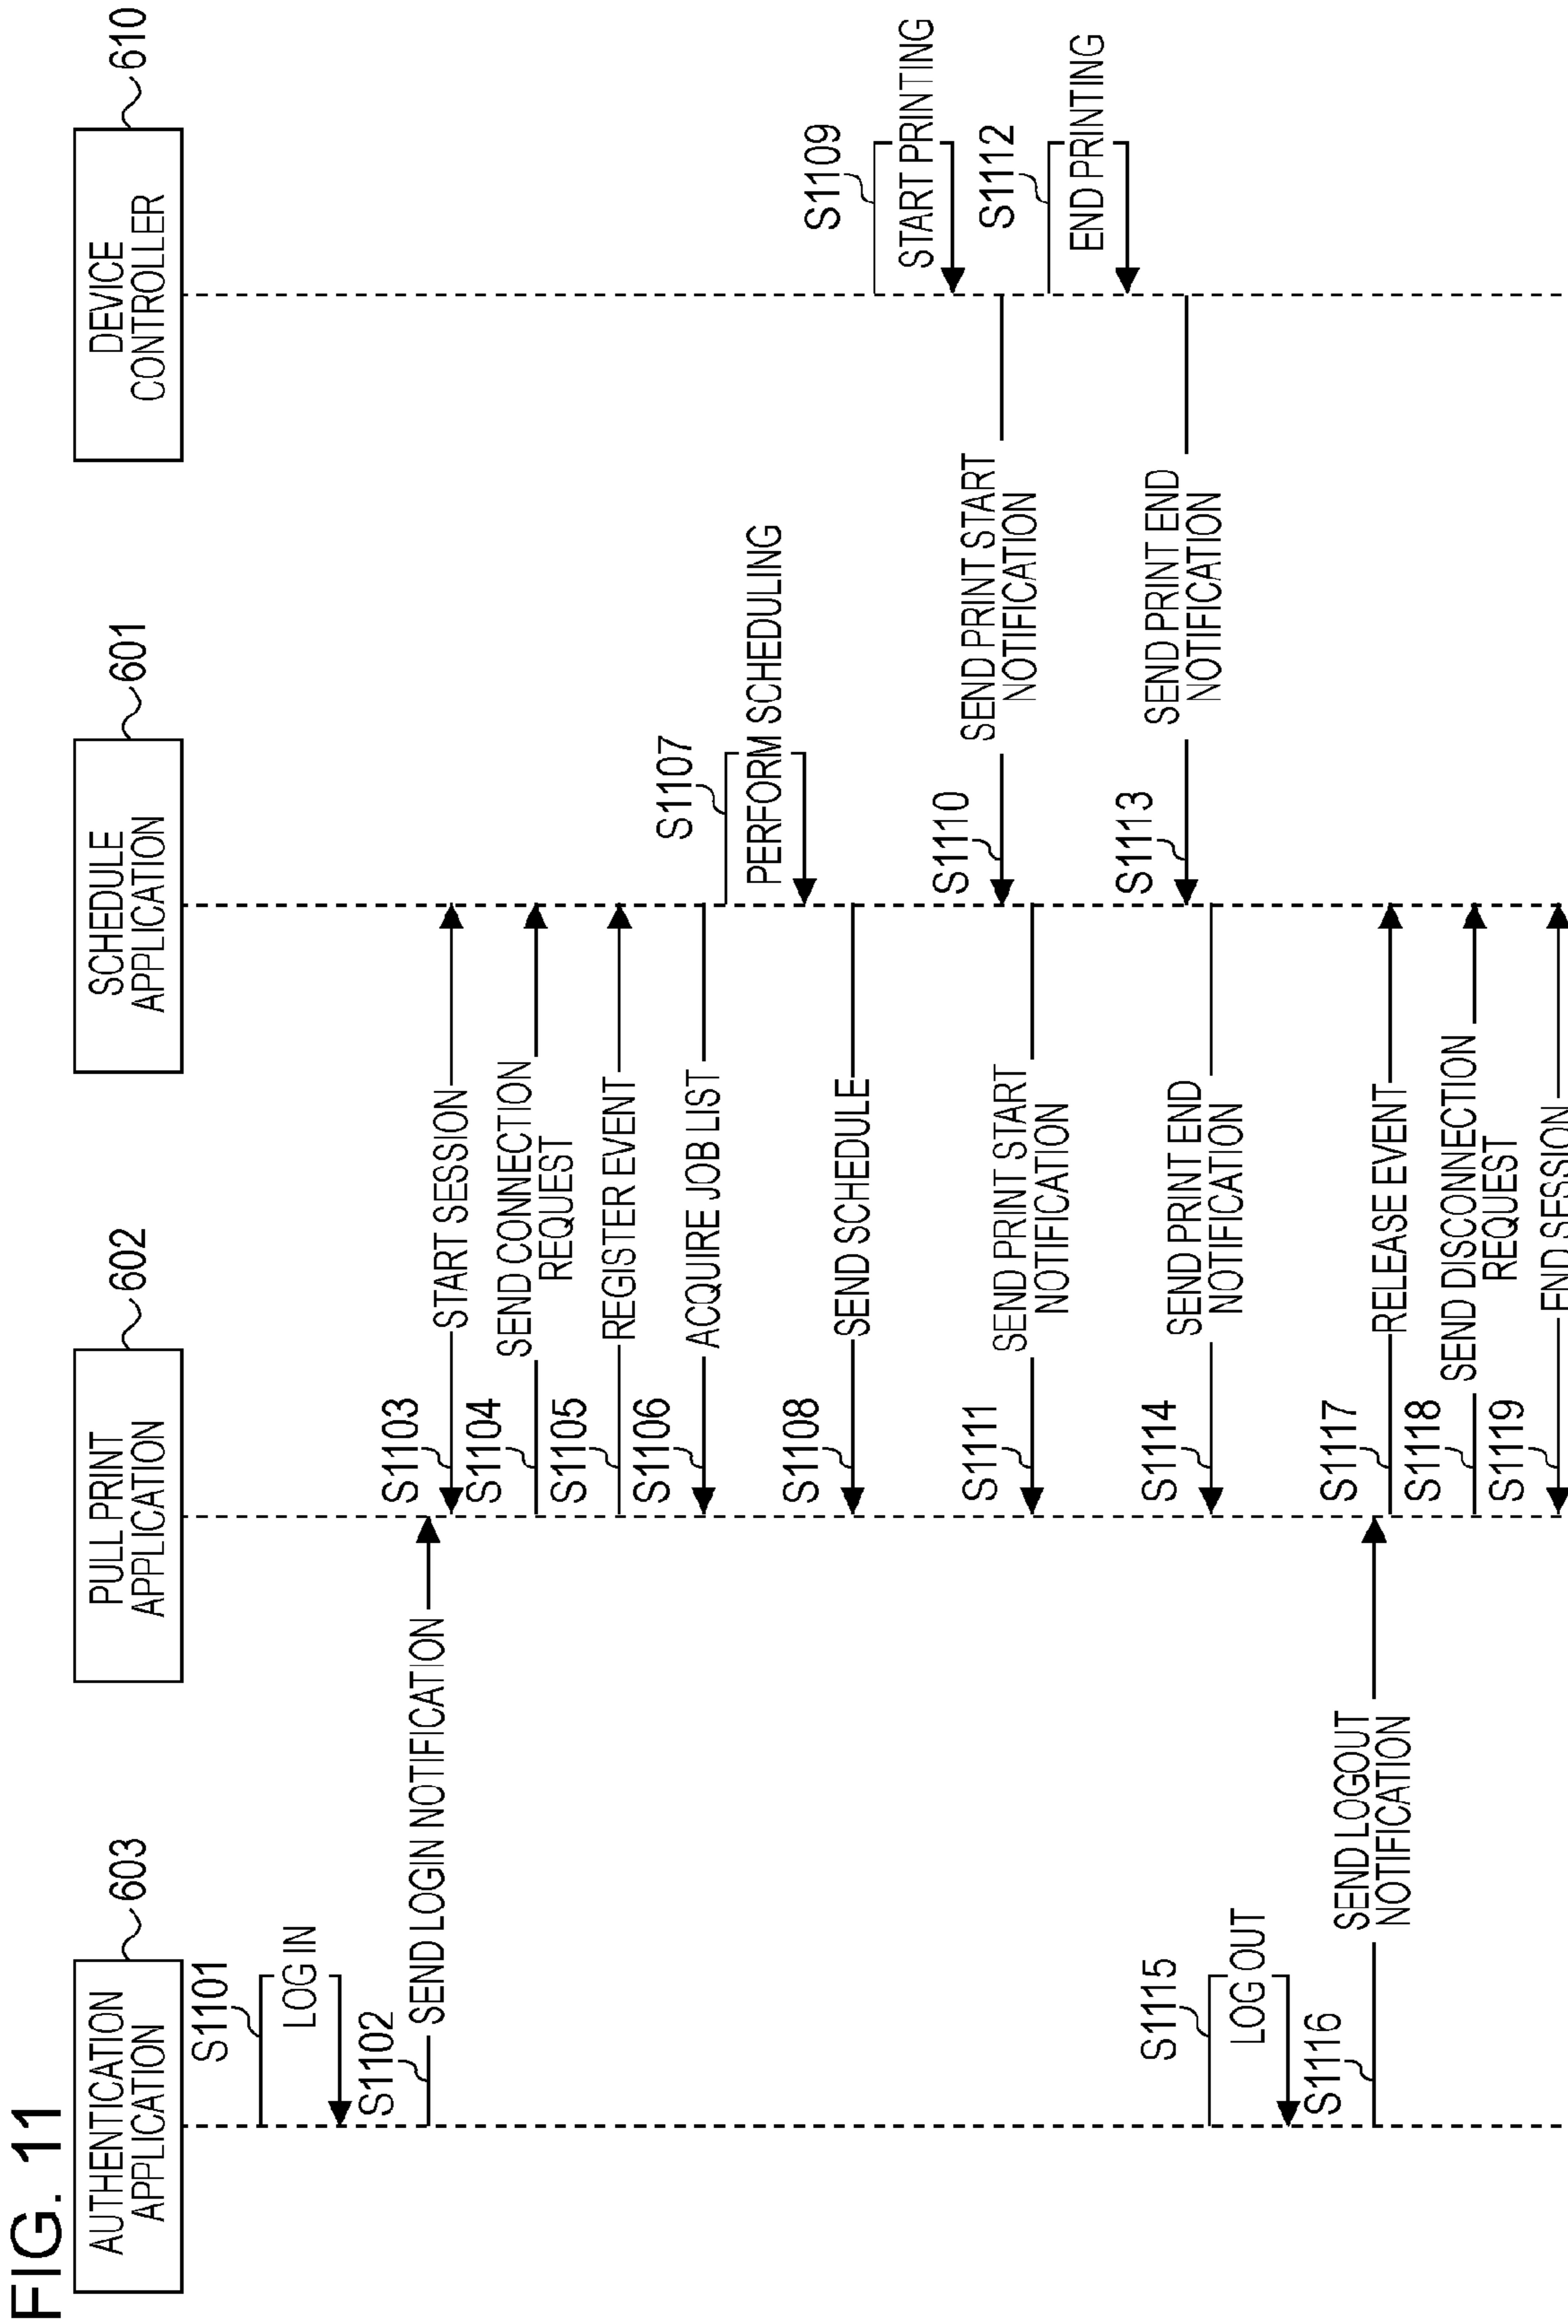 FIG. 11
AUTHENTICATION
APPLICATION
603
PULL PRINT
APPLICATION
602
SCHEDULE
APPLICATION
601
DEVICE
CONTROLLER
610
S1101
LOG IN
S1102
SEND LOGIN NOTIFICATION
S1103
START SESSION
S1104
SEND CONNECTION
REQUEST
S1105
REGISTER EVENT
S1106
ACQUIRE JOB LIST
S1107
PERFORM SCHEDULING
S1108
SEND SCHEDULE
S1109
START PRINTING
S1110
SEND PRINT START
NOTIFICATION
S1111
SEND PRINT START
NOTIFICATION
S1112
END PRINTING
S1113
SEND PRINT END
NOTIFICATION
S1114
SEND PRINT END
NOTIFICATION
S1115
LOG OUT
S1116
SEND LOGOUT
NOTIFICATION
S1117
RELEASE EVENT
S1118
SEND DISCONNECTION
REQUEST
S1119
END SESSION